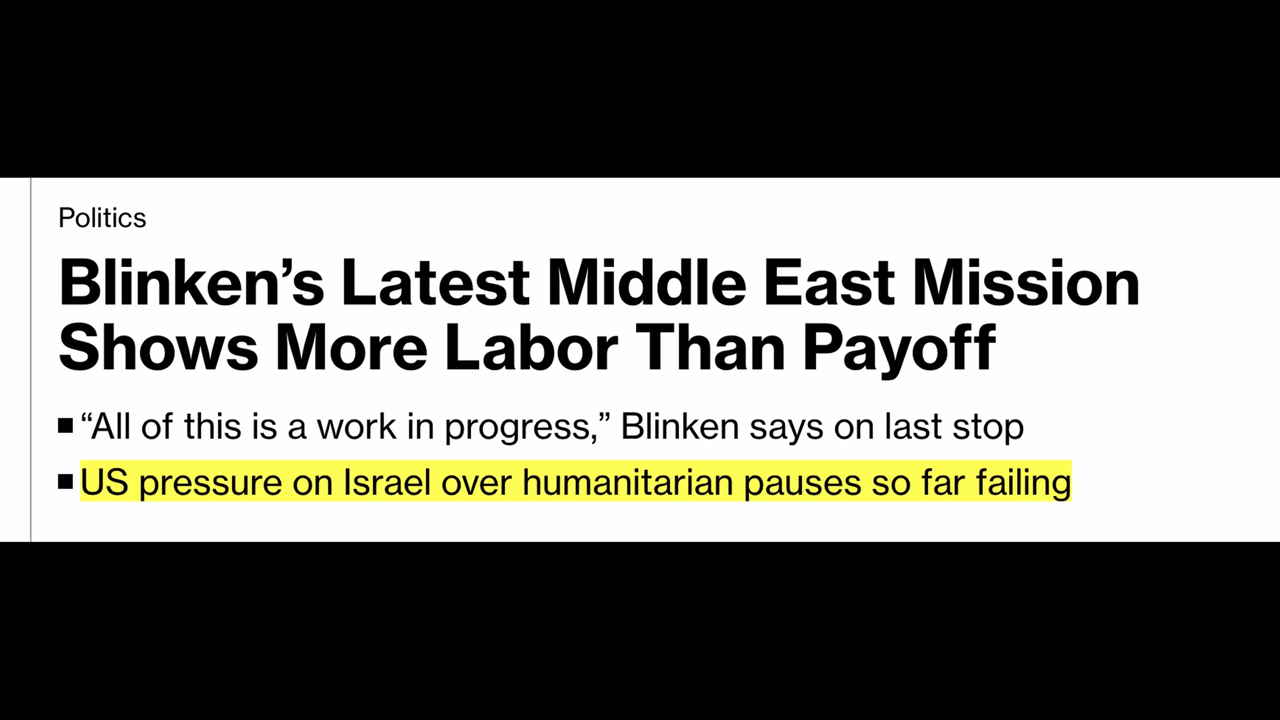 Politics
Blinken’s Latest Middle East Mission
Shows More Labor Than Payoff
■ “All of this is a work in progress,” Blinken says on last stop
■ US pressure on Israel over humanitarian pauses so far failing